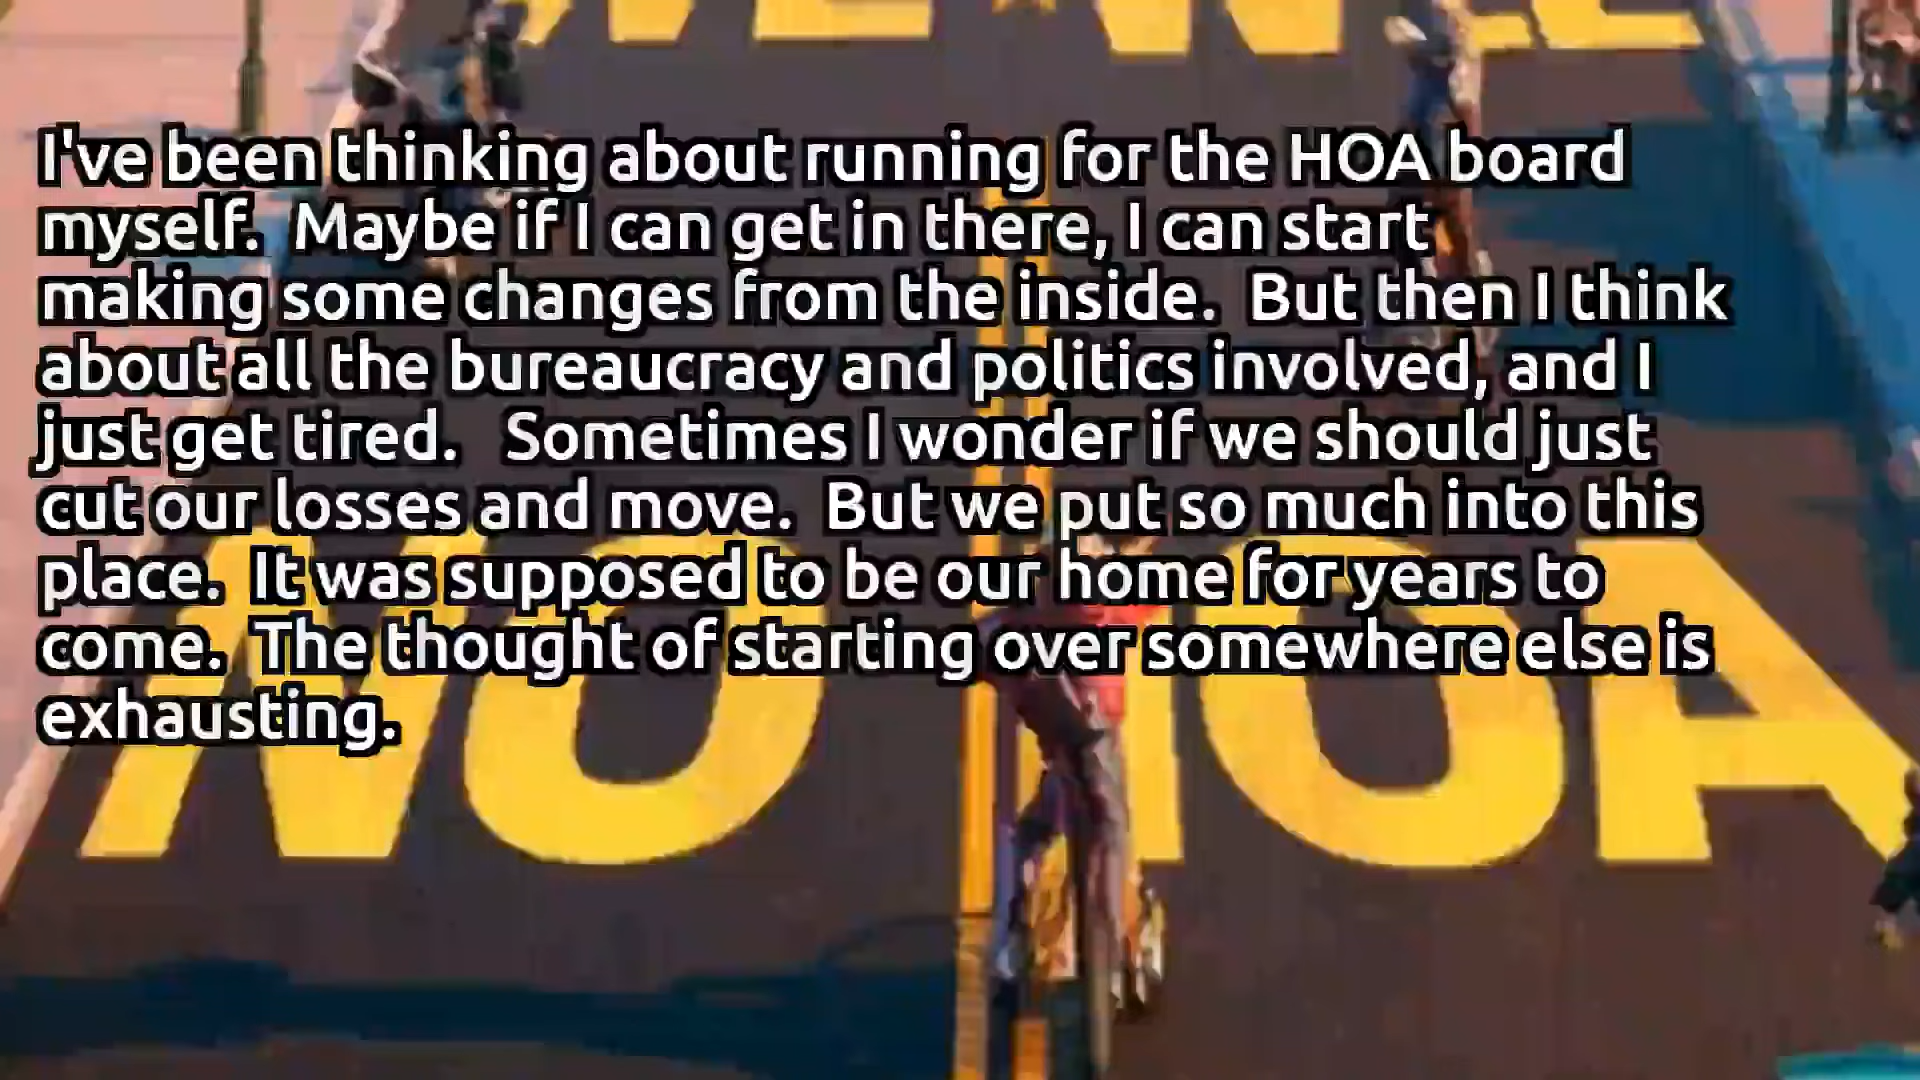 I've been thinking about running for the HOA board
myself.  Maybe if I can get in there, I can start
making some changes from the inside.  But then I think
about all the bureaucracy and politics involved, and I
just get tired.   Sometimes I wonder if we should just
cut our losses and move.  But we put so much into this
place.  It was supposed to be our home for years to
come.  The thought of starting over somewhere else is
exhausting.
NO HOA